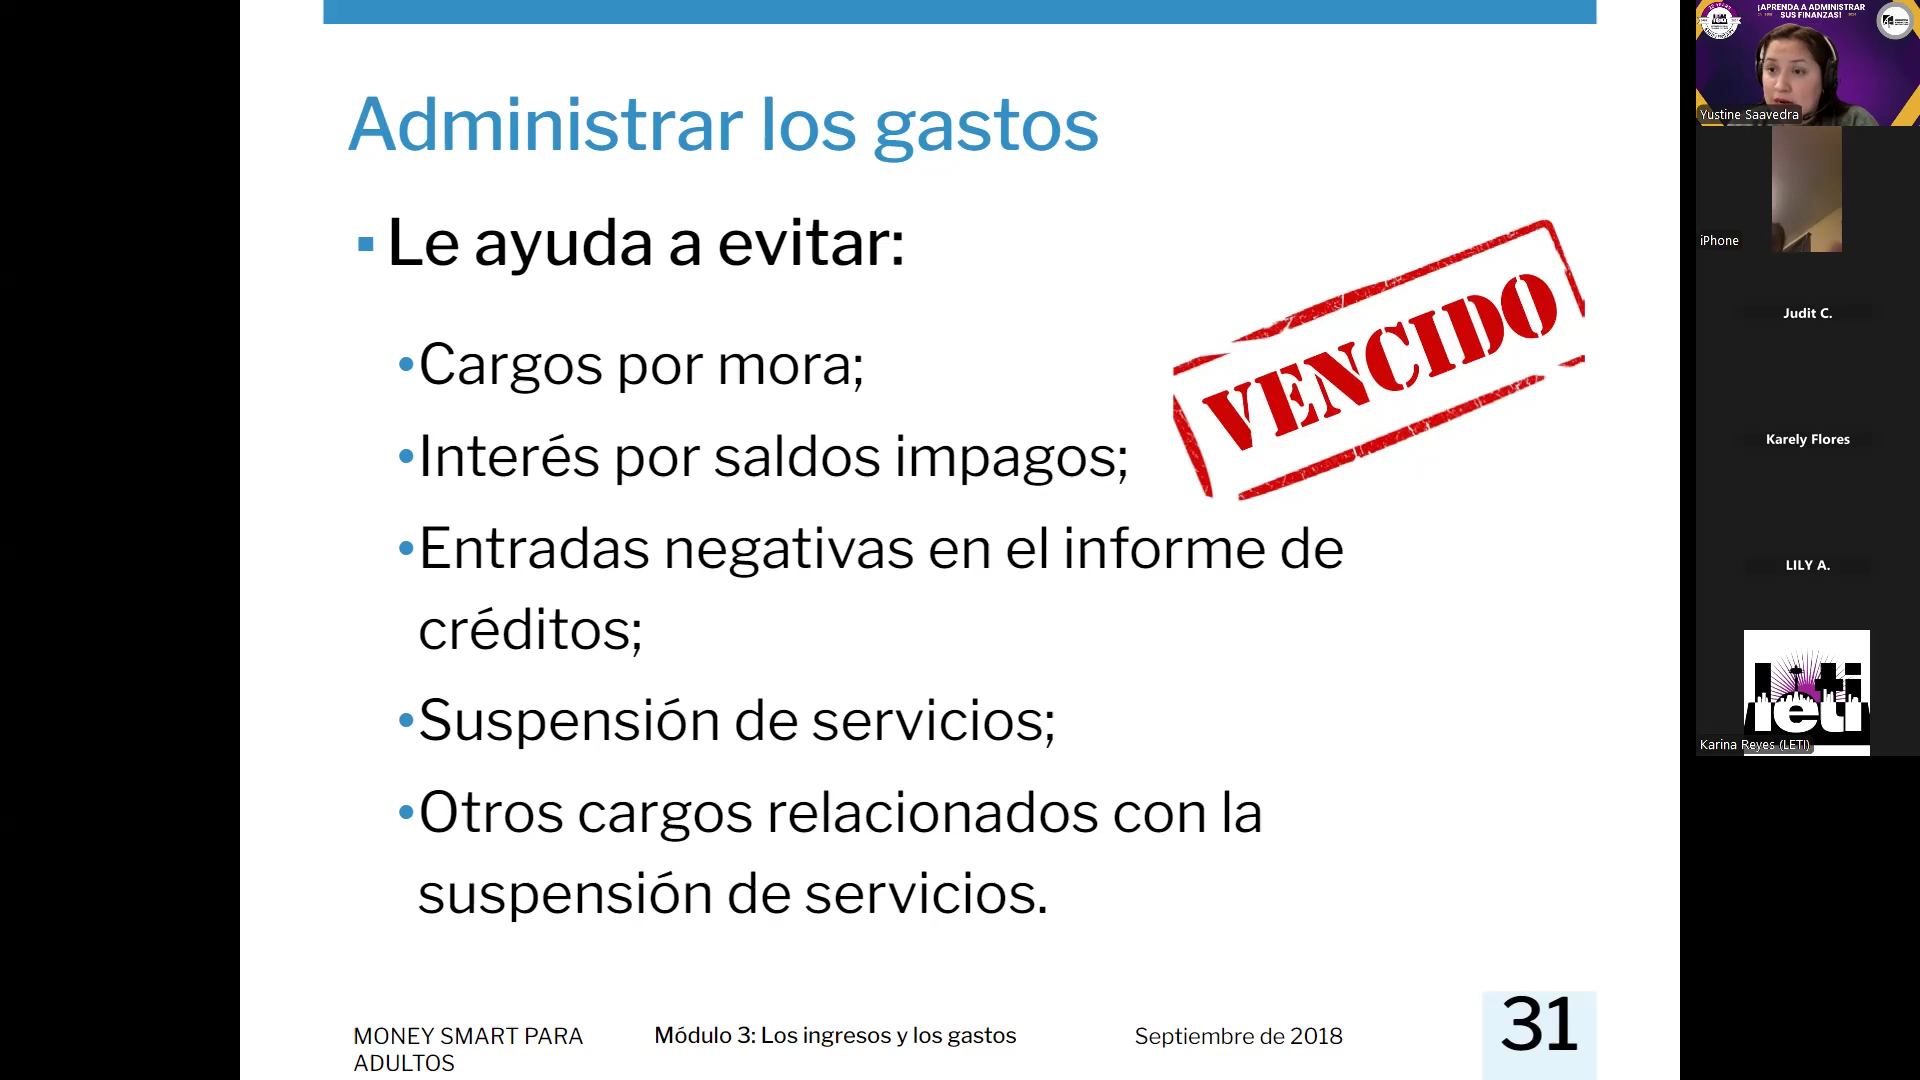 Administrar los gastos
▪ Le ayuda a evitar:
•Cargos por mora;
•Interés por saldos impagos;
•Entradas negativas en el informe de
créditos;
•Suspensión de servicios;
•Otros cargos relacionados con la
suspensión de servicios.
VENCIDO
MONEY SMART PARA
ADULTOS
Módulo 3: Los ingresos y los gastos
Septiembre de 2018
31
¡APRENDA A ADMINISTRAR
SUS FINANZAS!
Yustine Saavedra
iPhone
Judit C.
Karely Flores
LILY A.
leti
Karina Reyes (LETI)